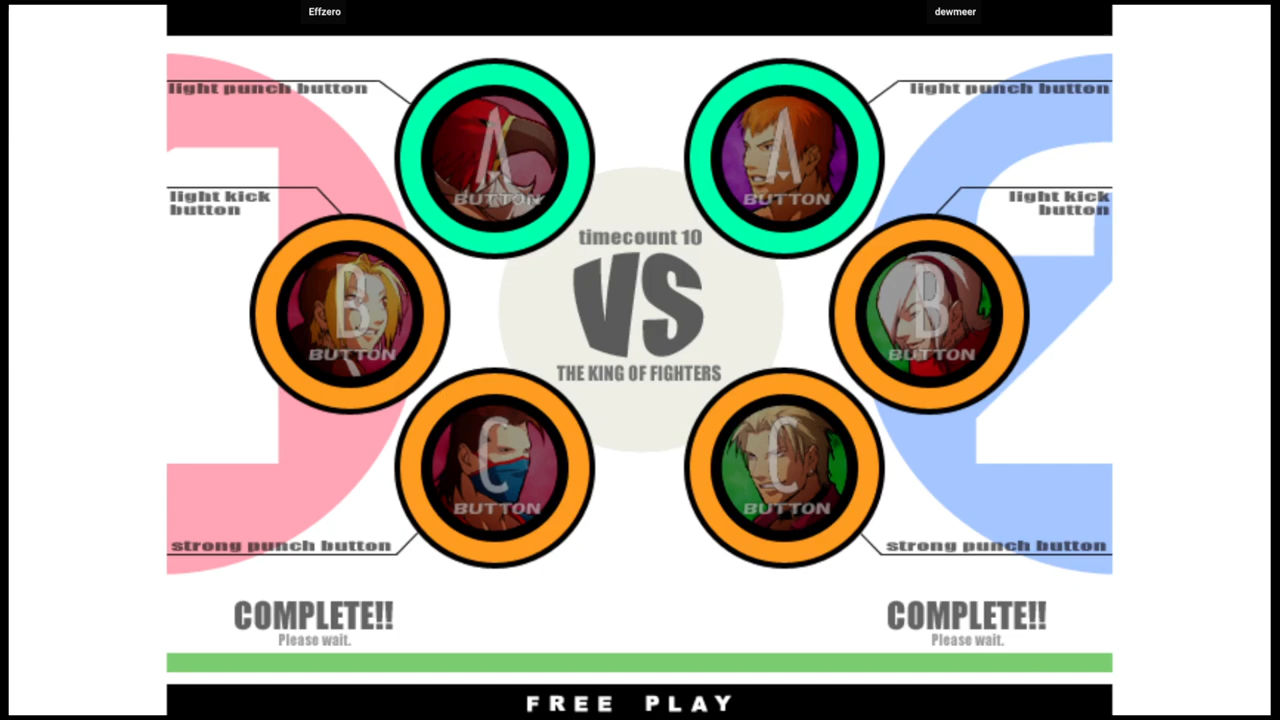 Effzero
dewmeer
light punch button
light punch button
A
BUTTON
A
BUTTON
light kick
button
light kick
button
timecount 10
VS
THE KING OF FIGHTERS
B
BUTTON
B
BUTTON
C
BUTTON
C
BUTTON
strong punch button
strong punch button
COMPLETE!!
Please wait.
COMPLETE!!
Please wait.
FREE PLAY